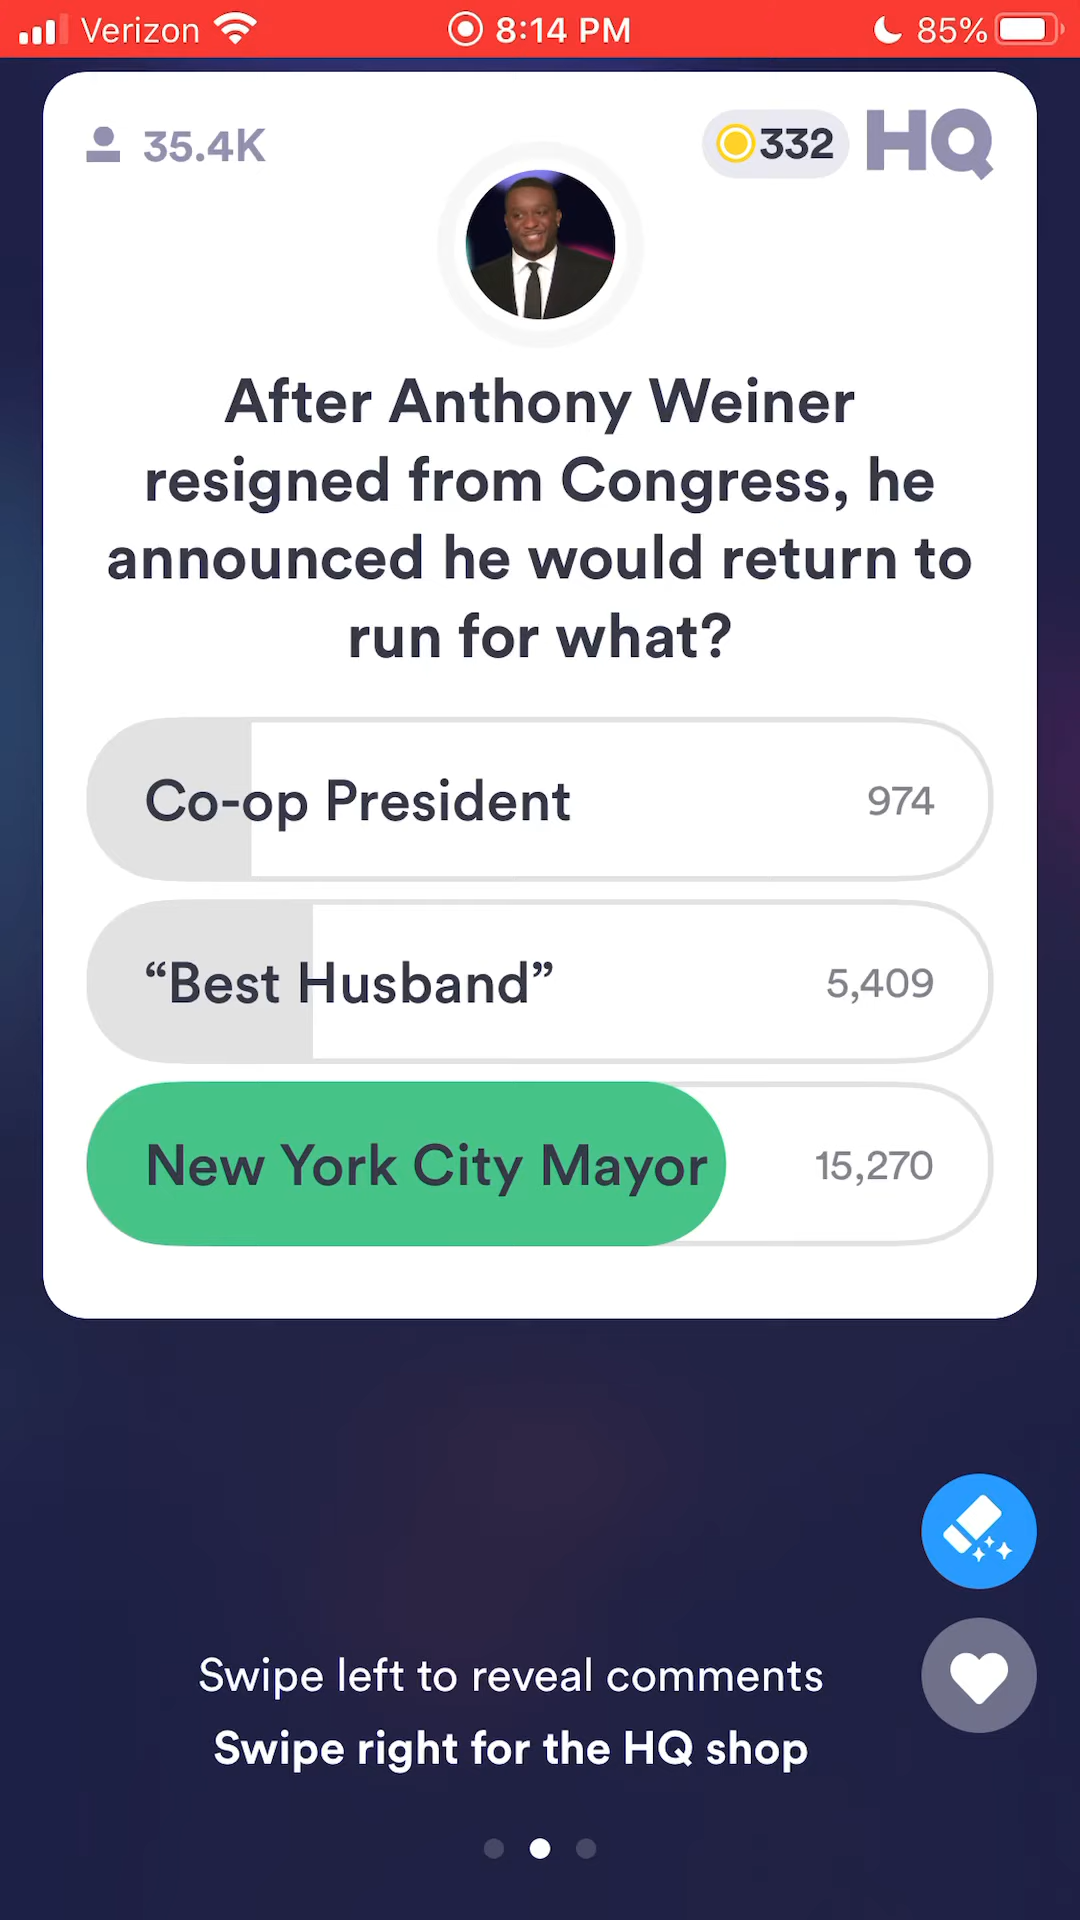 Verizon 8:14 PM 85%
35.4K 332 HQ
After Anthony Weiner
resigned from Congress, he
announced he would return to
run for what?
Co-op President 974
“Best Husband” 5,409
New York City Mayor 15,270
Swipe left to reveal comments
Swipe right for the HQ shop